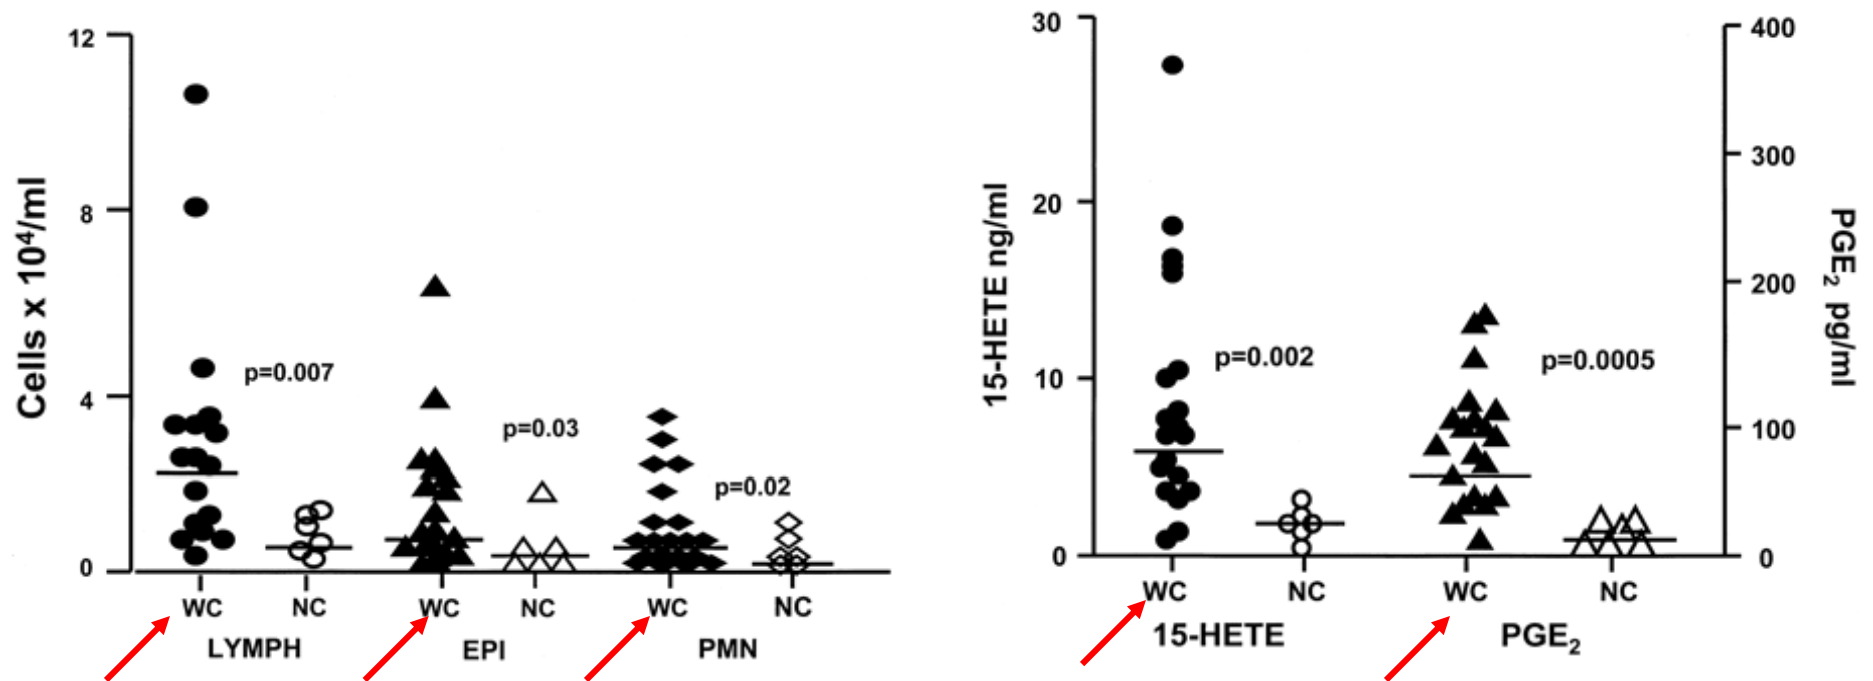 12
8
4
0
Cells x 10⁴/ml
p=0.007
p=0.03
p=0.02
WC NC WC NC WC NC
LYMPH EPI PMN
30
20
10
0
15-HETE ng/ml
p=0.002
p=0.0005
400
300
200
100
0
PGE₂ pg/ml
WC NC WC NC
15-HETE PGE₂